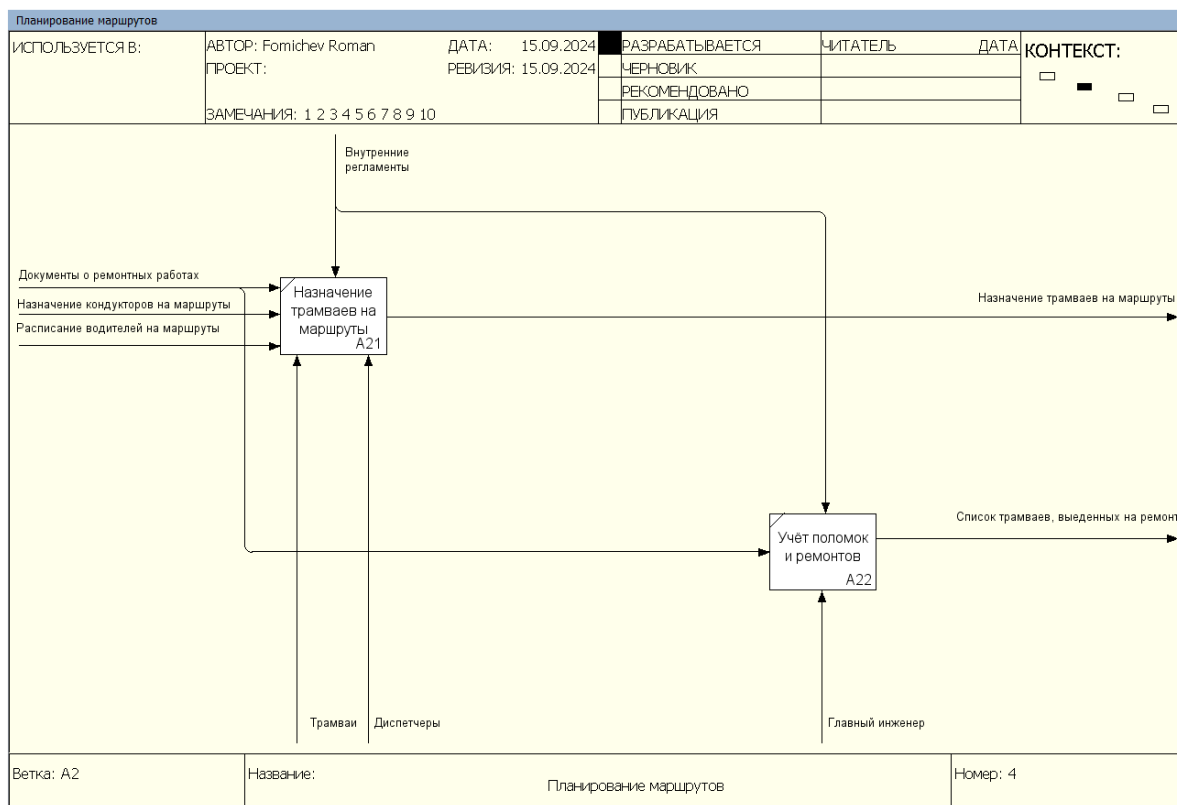 Планирование маршрутов
ИСПОЛЬЗУЕТСЯ В:
АВТОР: Fomichev Roman
ДАТА: 15.09.2024
ПРОЕКТ:
РЕВИЗИЯ: 15.09.2024
ЗАМЕЧАНИЯ: 1 2 3 4 5 6 7 8 9 10
РАЗРАБАТЫВАЕТСЯ
ЧЕРНОВИК
РЕКОМЕНДОВАНО
ПУБЛИКАЦИЯ
ЧИТАТЕЛЬ
ДАТА
КОНТЕКСТ:
Внутренние
регламенты
Документы о ремонтных работах
Назначение кондукторов на маршруты
Расписание водителей на маршруты
Назначение
трамваев на
маршруты
A21
Назначение трамваев на маршруты
Список трамваев, выеденных на ремонт
Учёт поломок
и ремонтов
A22
Трамваи
Диспетчеры
Главный инженер
Ветка: A2
Название:
Планирование маршрутов
Номер: 4